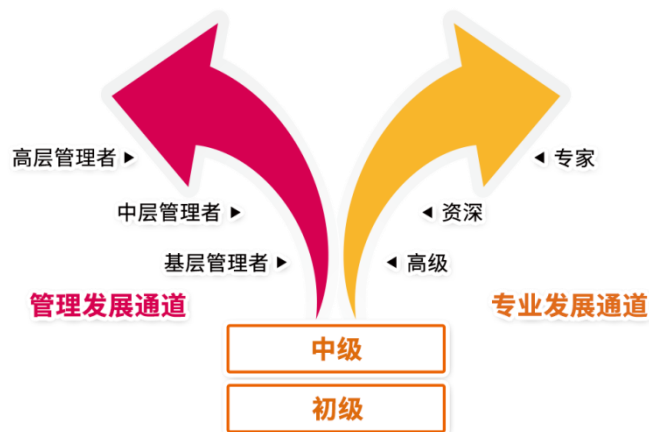 高层管理者
专家
中层管理者
资深
基层管理者
高级
管理发展通道
专业发展通道
中级
初级